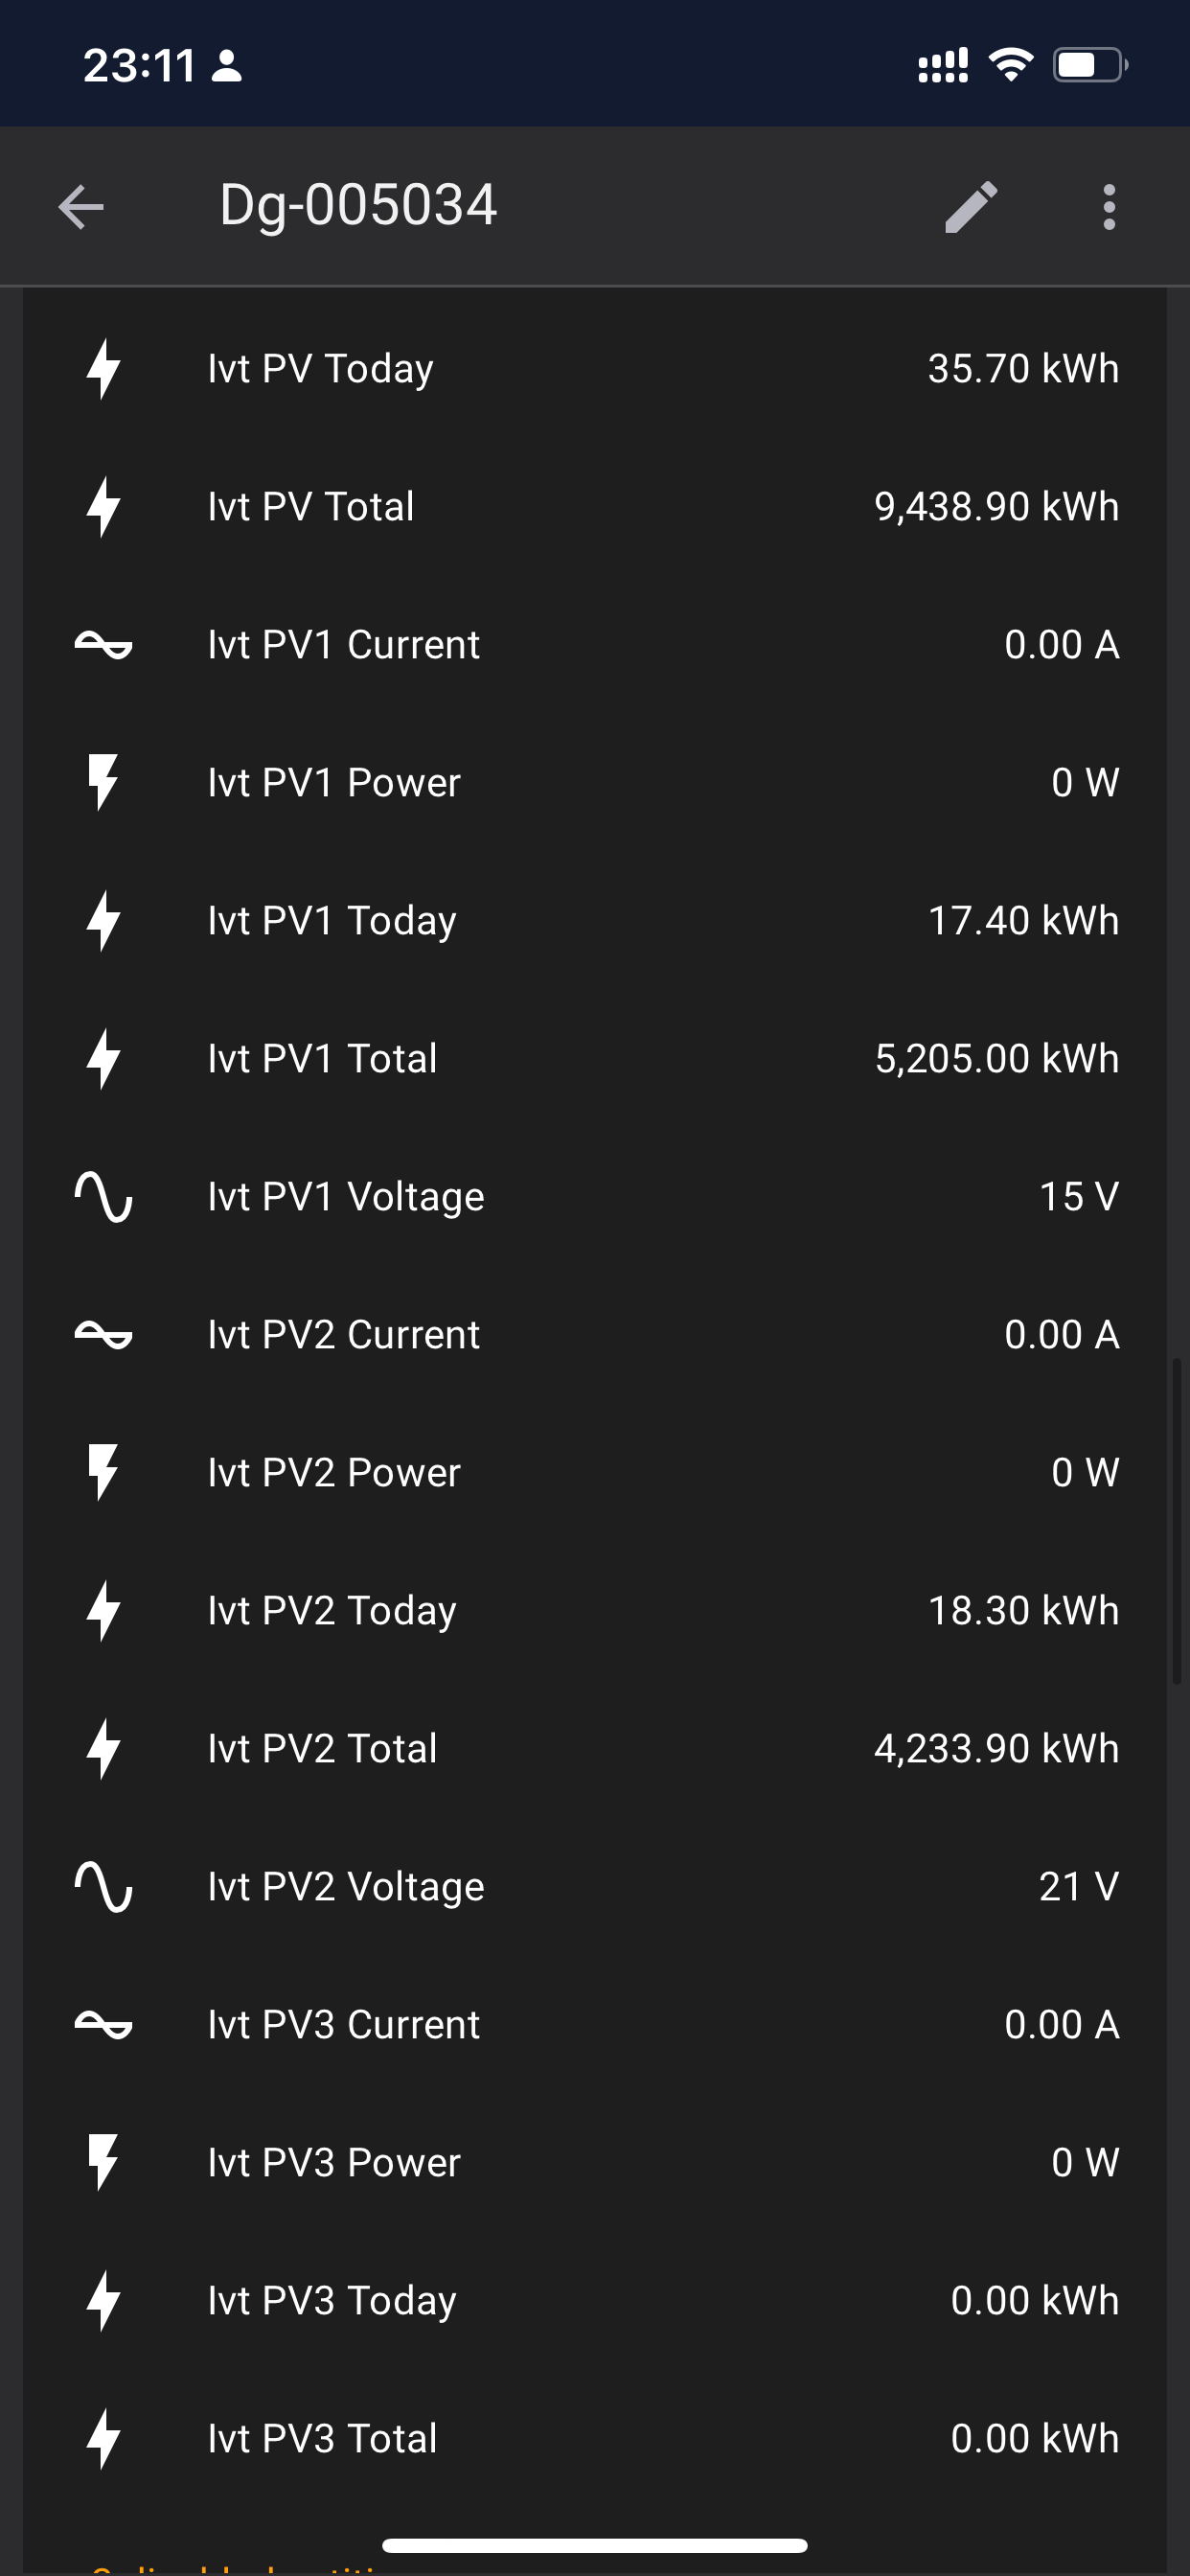 23:11
Dg-005034
Ivt PV Today 35.70 kWh
Ivt PV Total 9,438.90 kWh
Ivt PV1 Current 0.00 A
Ivt PV1 Power 0 W
Ivt PV1 Today 17.40 kWh
Ivt PV1 Total 5,205.00 kWh
Ivt PV1 Voltage 15 V
Ivt PV2 Current 0.00 A
Ivt PV2 Power 0 W
Ivt PV2 Today 18.30 kWh
Ivt PV2 Total 4,233.90 kWh
Ivt PV2 Voltage 21 V
Ivt PV3 Current 0.00 A
Ivt PV3 Power 0 W
Ivt PV3 Today 0.00 kWh
Ivt PV3 Total 0.00 kWh